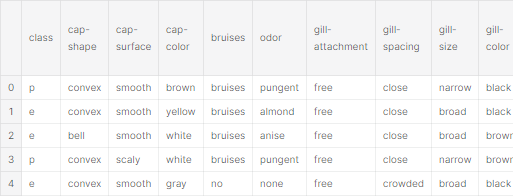 class cap-shape cap-surface cap-color bruises odor gill-attachment gill-spacing gill-size gill-color
0 p convex smooth brown bruises pungent free close narrow black
1 e convex smooth yellow bruises almond free close broad black
2 e bell smooth white bruises anise free close broad brown
3 p convex scaly white bruises pungent free close narrow brown
4 e convex smooth gray no none free crowded broad black